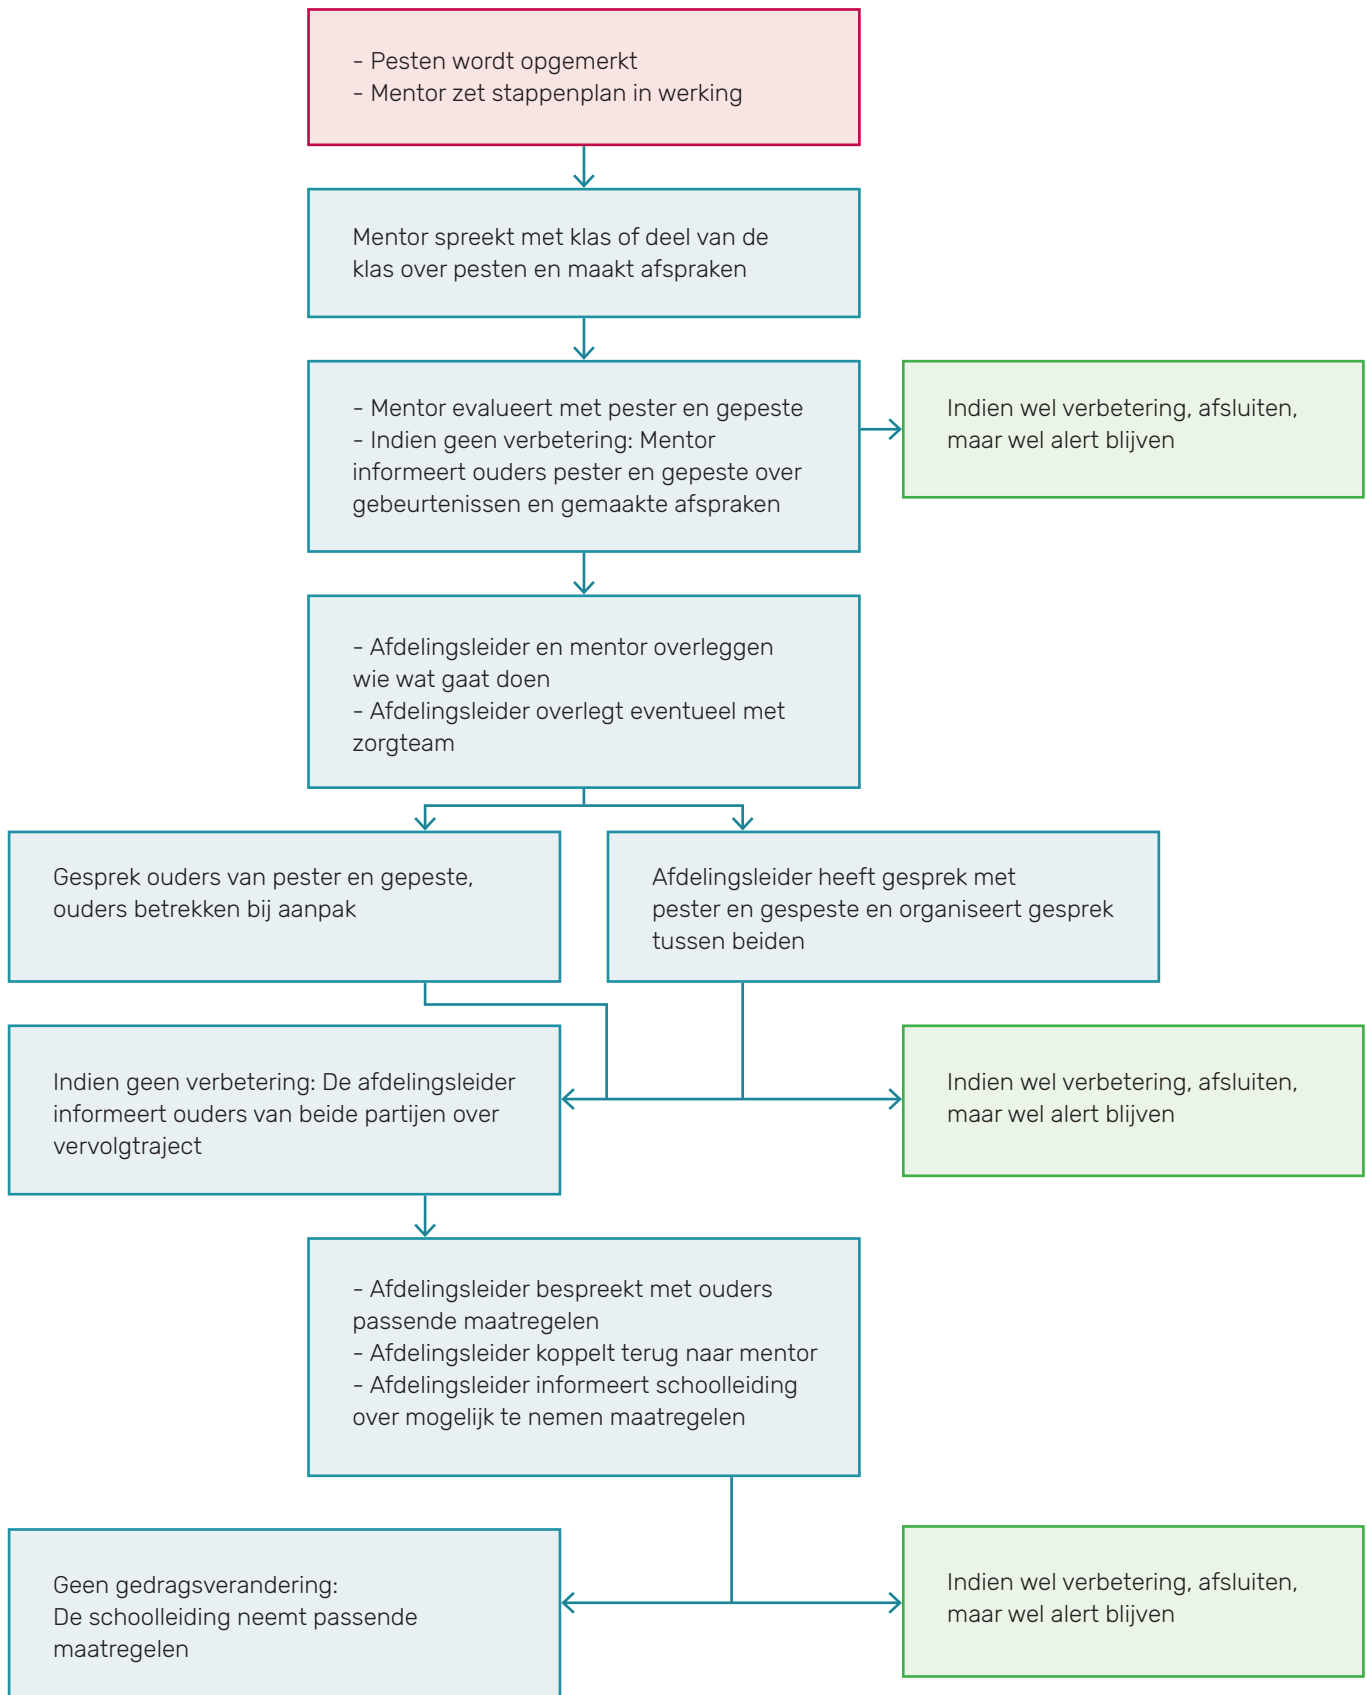 - Pesten wordt opgemerkt
- Mentor zet stappenplan in werking
Mentor spreekt met klas of deel van de
klas over pesten en maakt afspraken
- Mentor evalueert met pester en gepeste
- Indien geen verbetering: Mentor
informeert ouders pester en gepeste over
gebeurtenissen en gemaakte afspraken
Indien wel verbetering, afsluiten,
maar wel alert blijven
- Afdelingsleider en mentor overleggen
wie wat gaat doen
- Afdelingsleider overlegt eventueel met
zorgteam
Gesprek ouders van pester en gepeste,
ouders betrekken bij aanpak
Afdelingsleider heeft gesprek met
pester en gespeste en organiseert gesprek
tussen beiden
Indien geen verbetering: De afdelingsleider
informeert ouders van beide partijen over
vervolgtraject
Indien wel verbetering, afsluiten,
maar wel alert blijven
- Afdelingsleider bespreekt met ouders
passende maatregelen
- Afdelingsleider koppelt terug naar mentor
- Afdelingsleider informeert schoolleiding
over mogelijk te nemen maatregelen
Geen gedragsverandering:
De schoolleiding neemt passende
maatregelen
Indien wel verbetering, afsluiten,
maar wel alert blijven